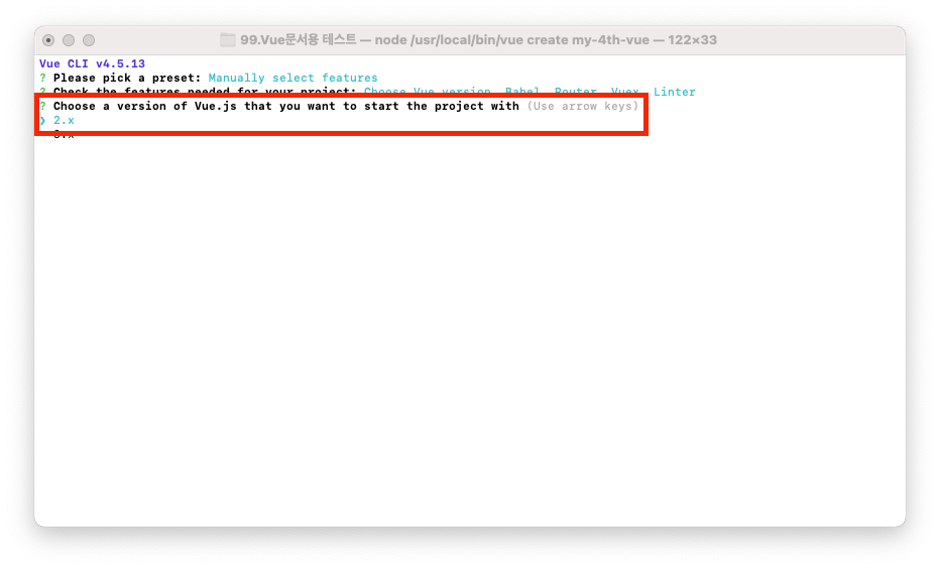 99.Vue문서용 테스트 — node /usr/local/bin/vue create my-4th-vue — 122×33
Vue CLI v4.5.13
? Please pick a preset: Manually select features
? Check the features needed for your project: Choose Vue version, Babel, Router, Vuex, Linter
? Choose a version of Vue.js that you want to start the project with (Use arrow keys)
❯ 2.x
3.x